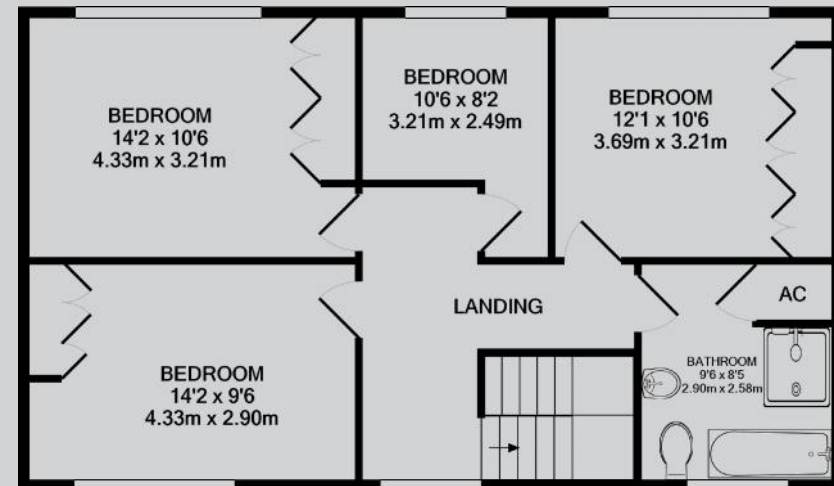 BEDROOM
14'2 x 10'6
4.33m x 3.21m
BEDROOM
10'6 x 8'2
3.21m x 2.49m
BEDROOM
12'1 x 10'6
3.69m x 3.21m
LANDING
AC
BEDROOM
14'2 x 9'6
4.33m x 2.90m
BATHROOM
9'6 x 8'5
2.90m x 2.58m